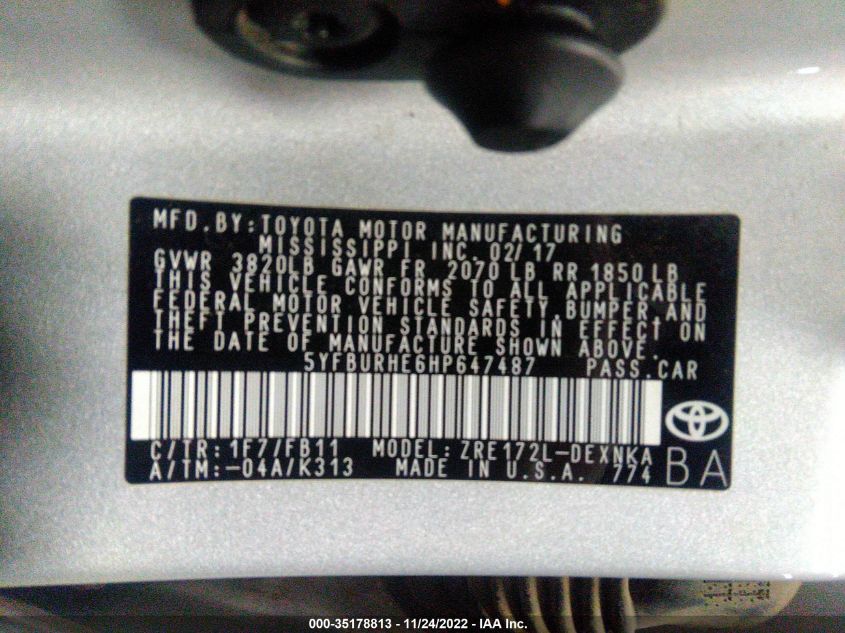 MFD.BY:TOYOTA MOTOR MANUFACTURING
MISSISSIPPI INC. 02/17
GVWR 3820LB GAWR FR 2070 LB RR 1850 LB
THIS VEHICLE CONFORMS TO ALL APPLICABLE
FEDERAL MOTOR VEHICLE SAFETY,BUMPER,AND
THEFT PREVENTION STANDARDS IN EFFECT ON
THE DATE OF MANUFACTURE SHOWN ABOVE.
5YFBURHE6HP647487 PASS.CAR
C/TR:1F7/FB11 MODEL:ZRE172L-DEXNKA
A/TM:-04A/K313 MADE IN U.S.A. 774 BA
000-35178813 - 11/24/2022 - IAA Inc.